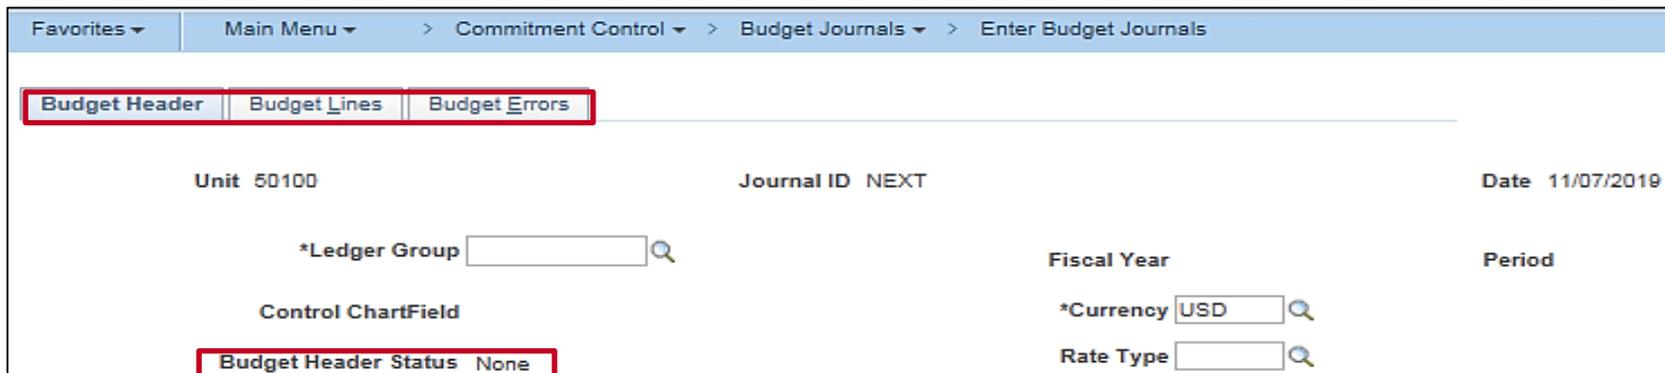 Favorites Main Menu > Commitment Control > Budget Journals > Enter Budget Journals
Budget Header Budget Lines Budget Errors
Unit 50100 Journal ID NEXT Date 11/07/2019
*Ledger Group
Fiscal Year Period
Control ChartField *Currency USD
Budget Header Status None Rate Type